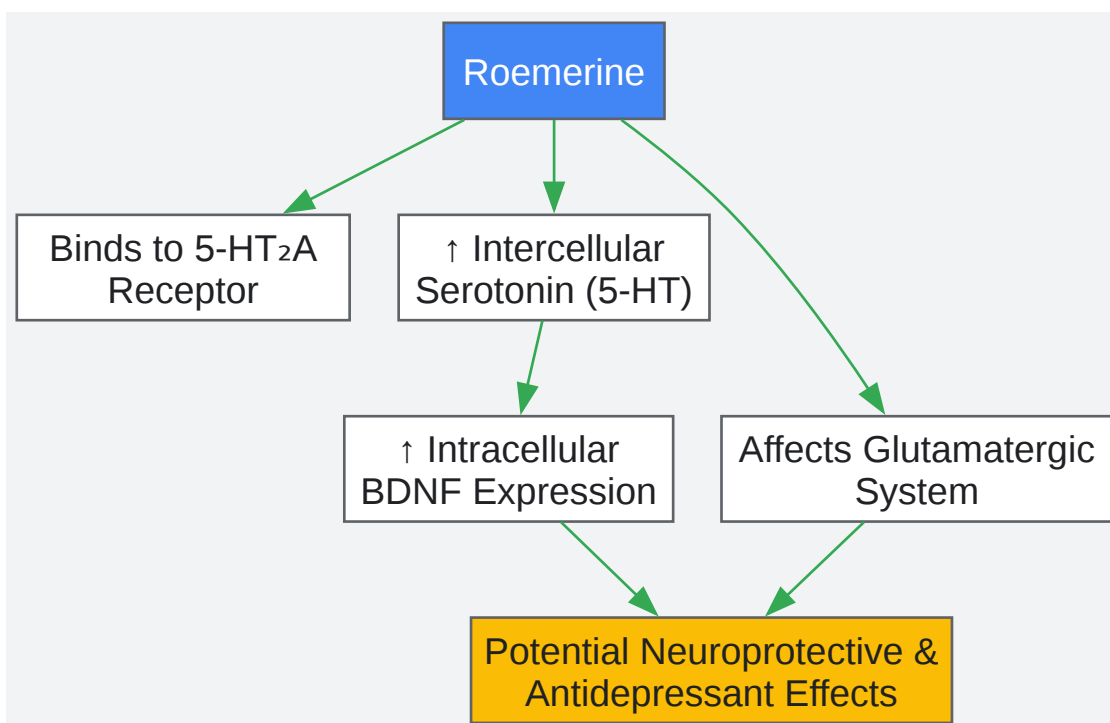 Roemerine
Binds to 5-HT₂A
Receptor
↑ Intercellular
Serotonin (5-HT)
↑ Intracellular
BDNF Expression
Affects Glutamatergic
System
Potential Neuroprotective &
Antidepressant Effects